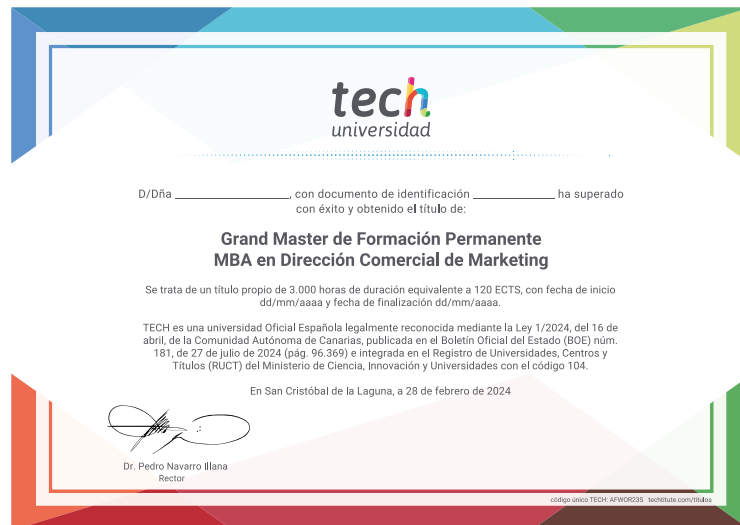 tech
universidad
D/Dña ____________________, con documento de identificación ______________ ha superado
con éxito y obtenido el título de:
Grand Master de Formación Permanente
MBA en Dirección Comercial de Marketing
Se trata de un título propio de 3.000 horas de duración equivalente a 120 ECTS, con fecha de inicio
dd/mm/aaaa y fecha de finalización dd/mm/aaaa.
TECH es una universidad Oficial Española legalmente reconocida mediante la Ley 1/2024, del 16 de
abril, de la Comunidad Autónoma de Canarias, publicada en el Boletín Oficial del Estado (BOE) núm.
181, de 27 de julio de 2024 (pág. 96.369) e integrada en el Registro de Universidades, Centros y
Títulos (RUCT) del Ministerio de Ciencia, Innovación y Universidades con el código 104.
En San Cristóbal de la Laguna, a 28 de febrero de 2024
Dr. Pedro Navarro Illana
Rector
código único TECH: AFWOR23S techtitute.com/titulos